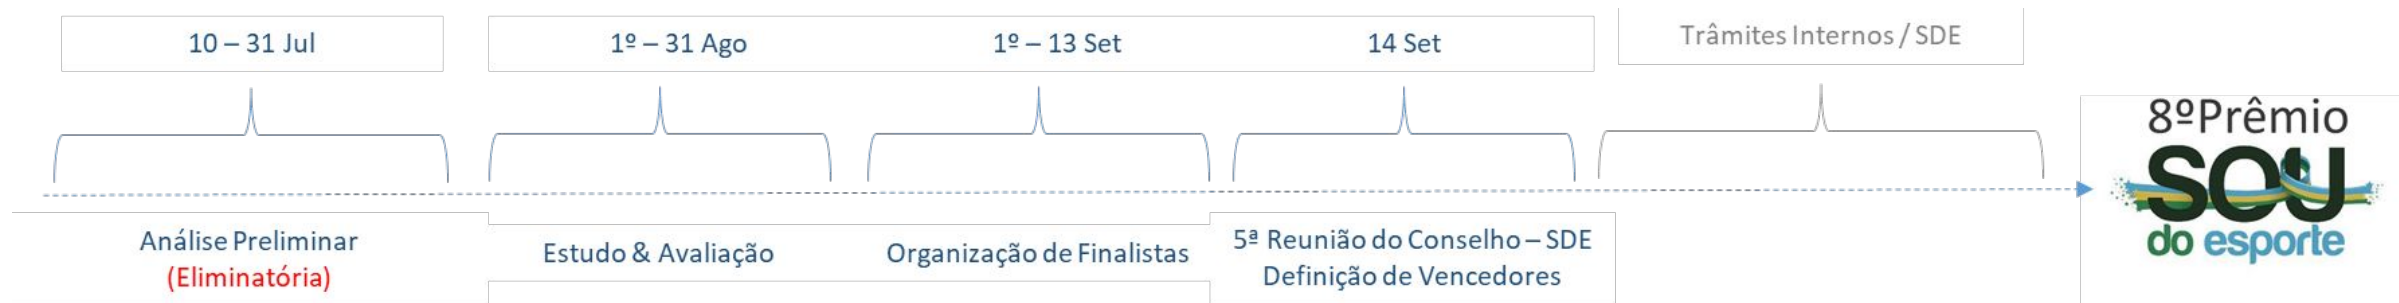 10 – 31 Jul
1º – 31 Ago
1º – 13 Set
14 Set
Trâmites Internos / SDE
8ºPrêmio
SOU
do esporte
Análise Preliminar
(Eliminatória)
Estudo & Avaliação
Organização de Finalistas
5ª Reunião do Conselho – SDE
Definição de Vencedores